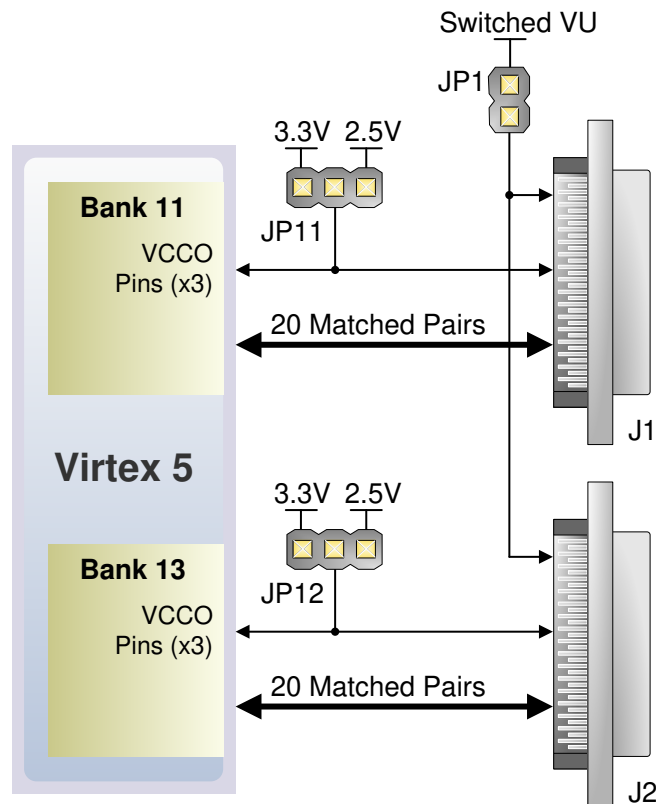 Switched VU
JP1
3.3V 2.5V
JP11
Bank 11
VCCO
Pins (x3)
20 Matched Pairs
J1
Virtex 5
3.3V 2.5V
JP12
Bank 13
VCCO
Pins (x3)
20 Matched Pairs
J2